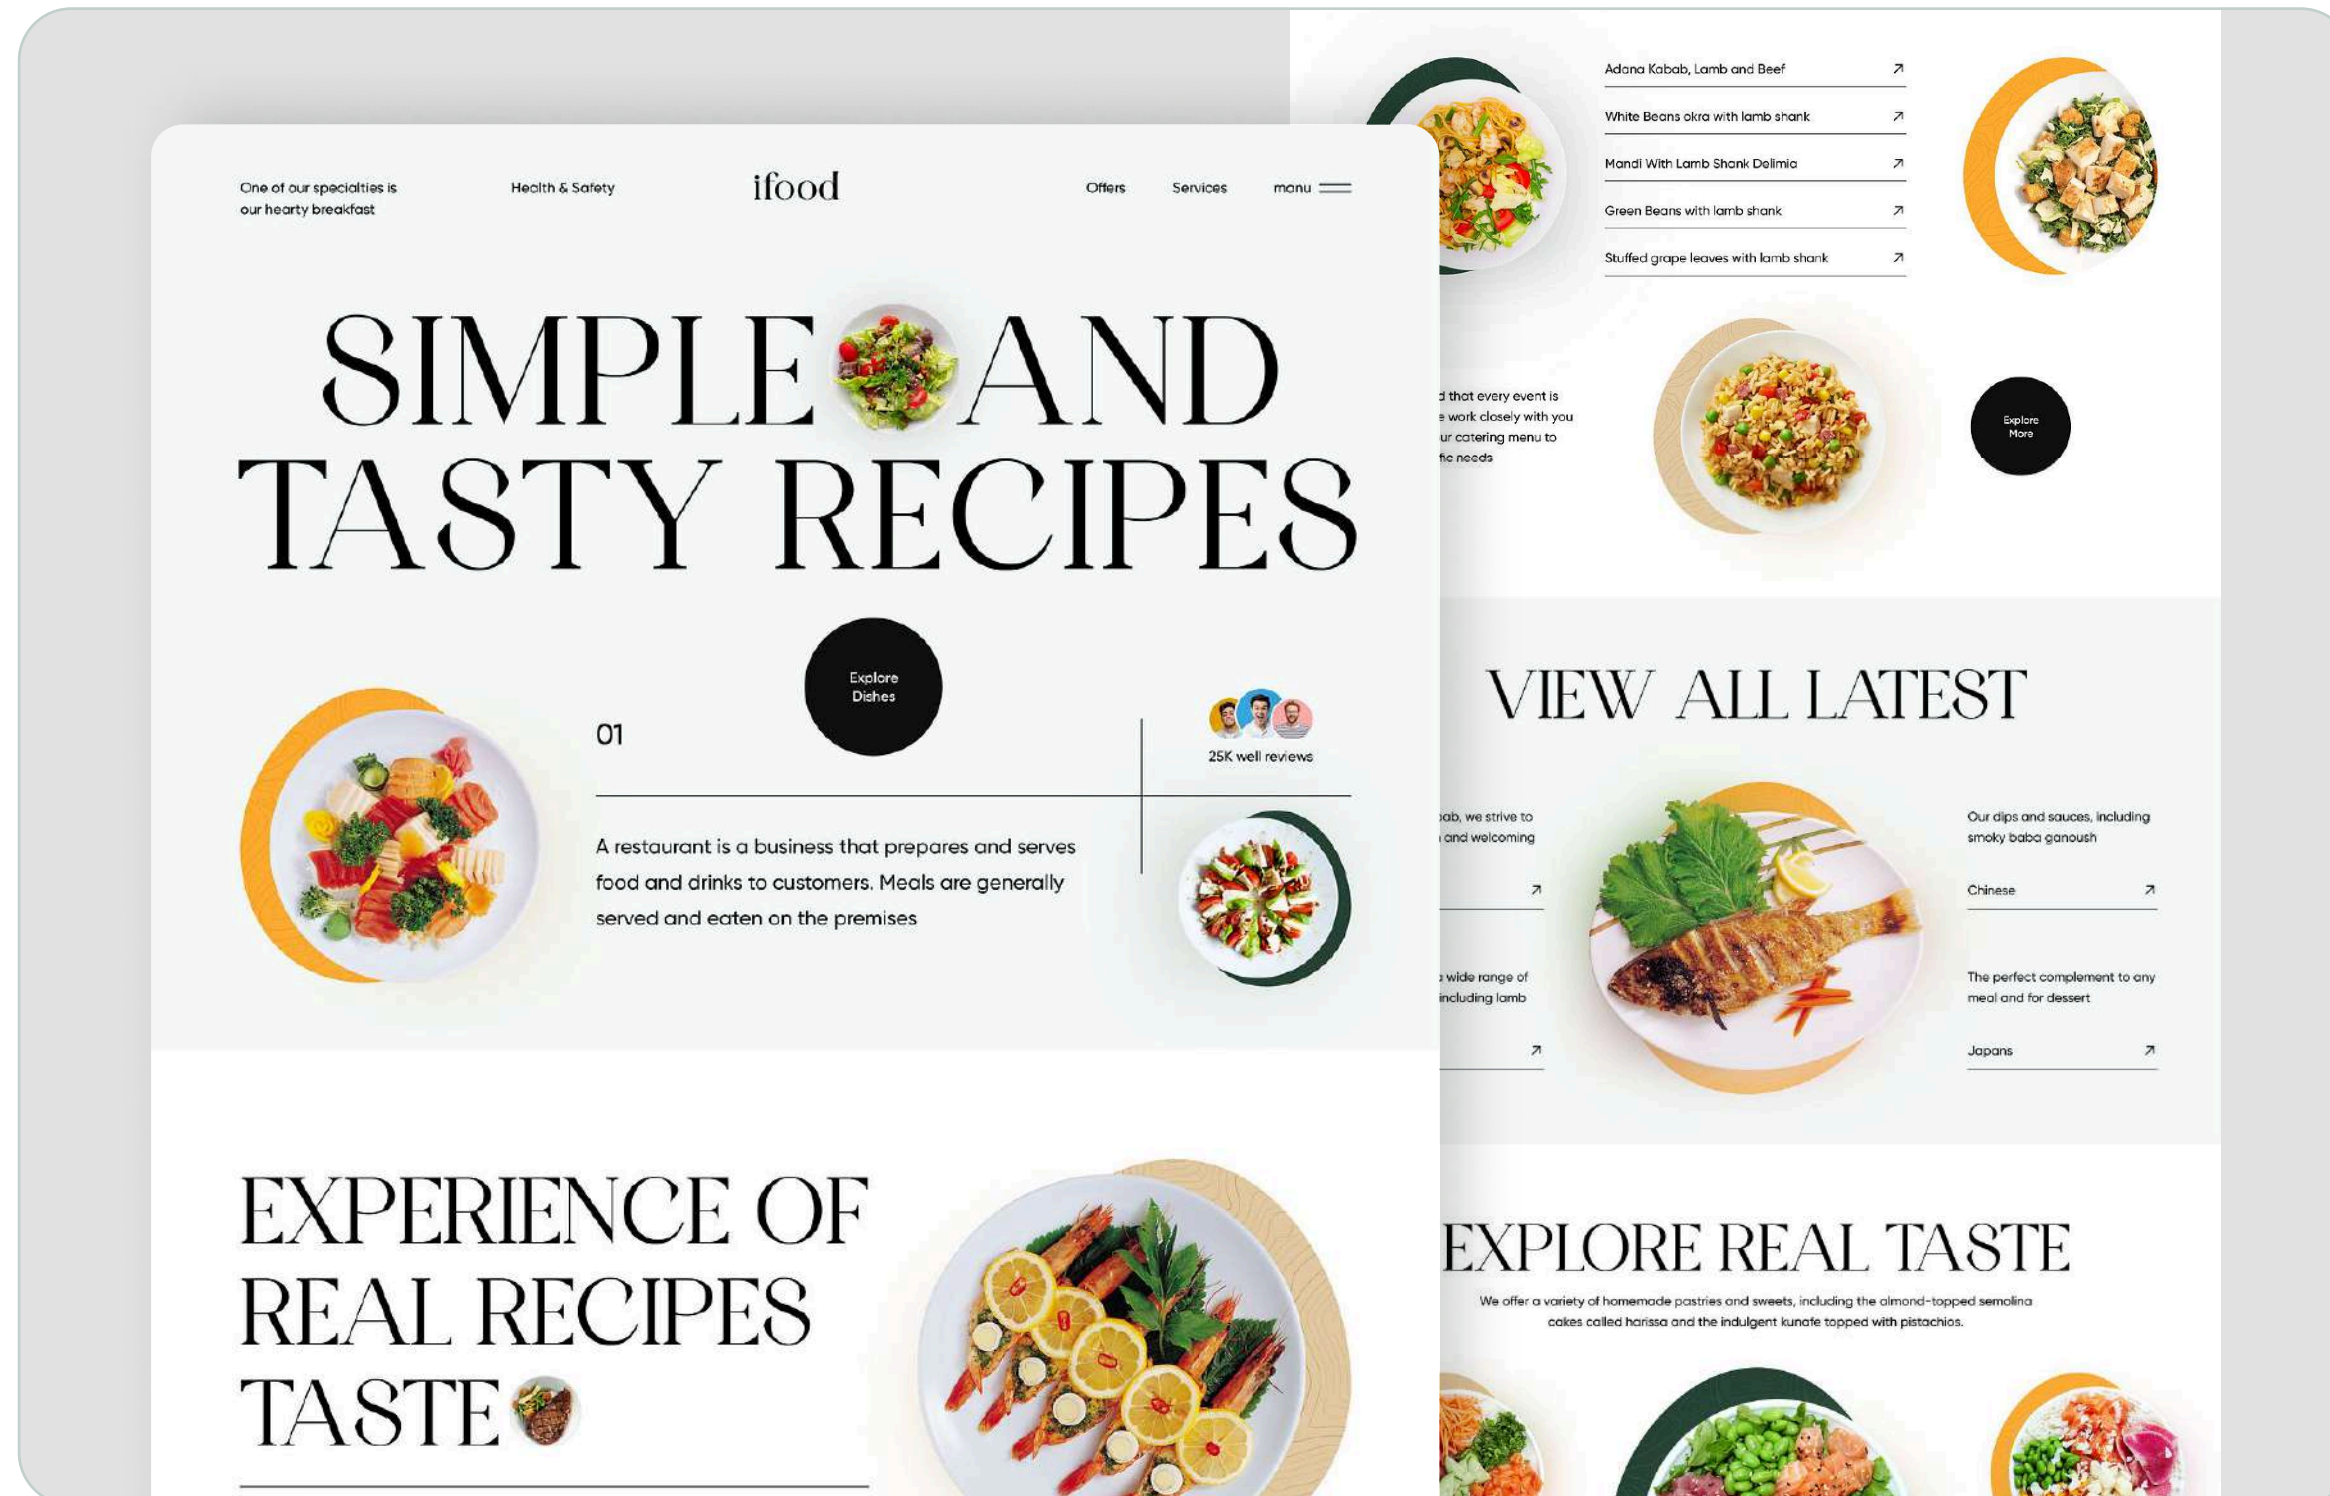 One of our specialties is
our hearty breakfast
Health & Safety
ifood
Offers
Services
manu
SIMPLE AND
TASTY RECIPES
Explore
Dishes
01
25K well reviews
A restaurant is a business that prepares and serves
food and drinks to customers. Meals are generally
served and eaten on the premises
EXPERIENCE OF
REAL RECIPES
TASTE
Adana Kabab, Lamb and Beef
White Beans okra with lamb shank
Mandi With Lamb Shank Delimia
Green Beans with lamb shank
Stuffed grape leaves with lamb shank
that every event is
work closely with you
catering menu to
needs
Explore
More
VIEW ALL LATEST
we strive to
and welcoming
Our dips and sauces, including
smoky baba ganoush
Chinese
wide range of
including lamb
The perfect complement to any
meal and for dessert
Japans
EXPLORE REAL TASTE
We offer a variety of homemade pastries and sweets, including the almond-topped semolina
cakes called harissa and the indulgent kunafe topped with pistachios.